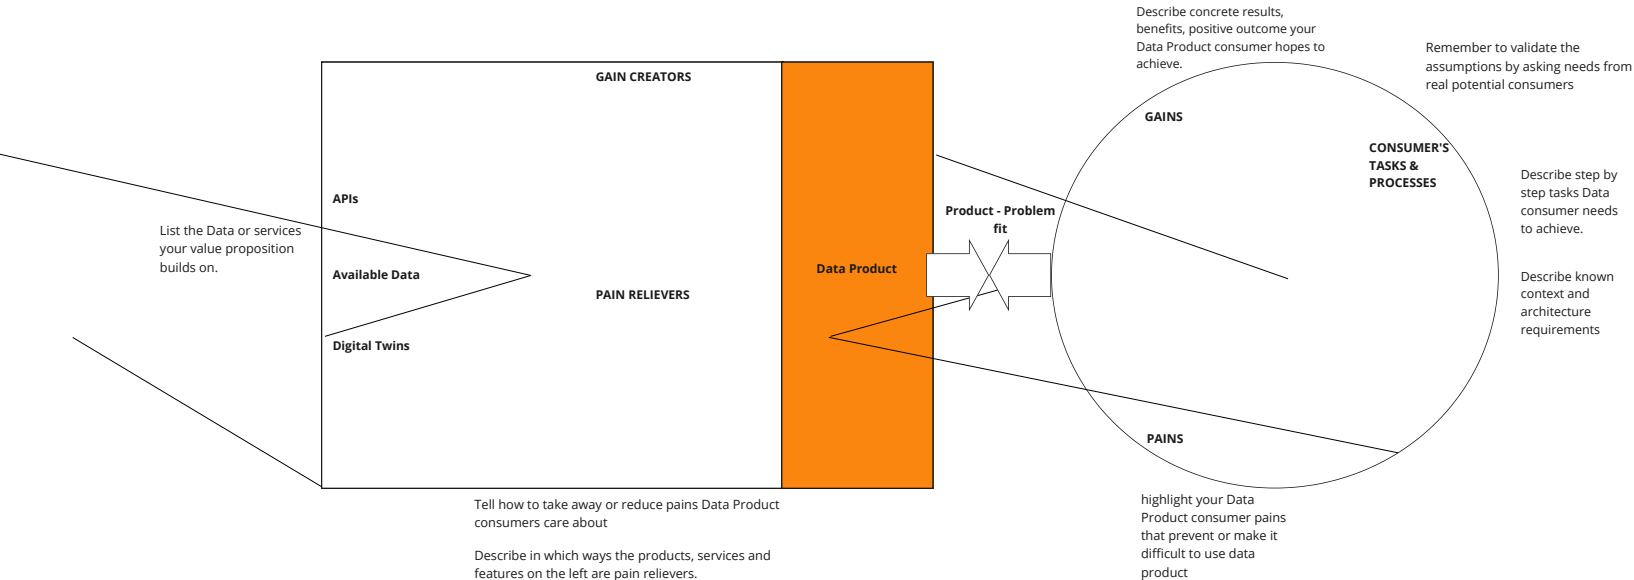 Describe concrete results,
benefits, positive outcome your
Data Product consumer hopes to
achieve.
Remember to validate the
assumptions by asking needs from
real potential consumers
GAIN CREATORS
GAINS
CONSUMER'S
TASKS &
PROCESSES
Describe step by
step tasks Data
consumer needs
to achieve.
APIs
Product - Problem
fit
List the Data or services
your value proposition
builds on.
Available Data
Data Product
Describe known
context and
architecture
requirements
PAIN RELIEVERS
Digital Twins
PAINS
Tell how to take away or reduce pains Data Product
consumers care about
Describe in which ways the products, services and
features on the left are pain relievers.
highlight your Data
Product consumer pains
that prevent or make it
difficult to use data
product